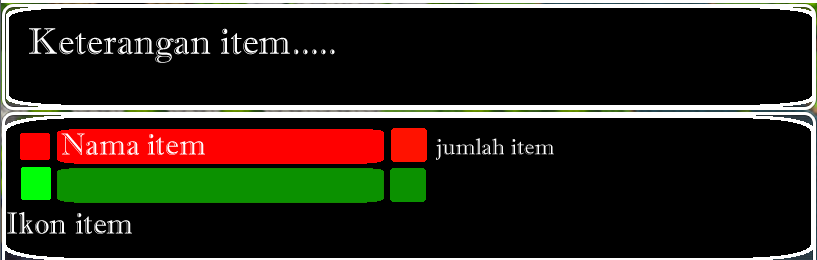 Keterangan item.....
Nama item
jumlah item
Ikon item